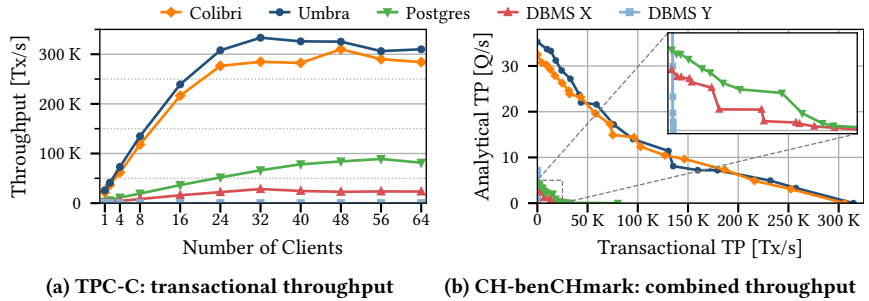 Colibri Umbra Postgres DBMS X DBMS Y
Throughput [Tx/s]
300 K
200 K
100 K
0
1 4 8 16 24 32 40 48 56 64
Number of Clients
(a) TPC-C: transactional throughput
Analytical TP [Q/s]
30
20
10
0
0 50 K 100 K 150 K 200 K 250 K 300 K
Transactional TP [Tx/s]
(b) CH-benCHmark: combined throughput